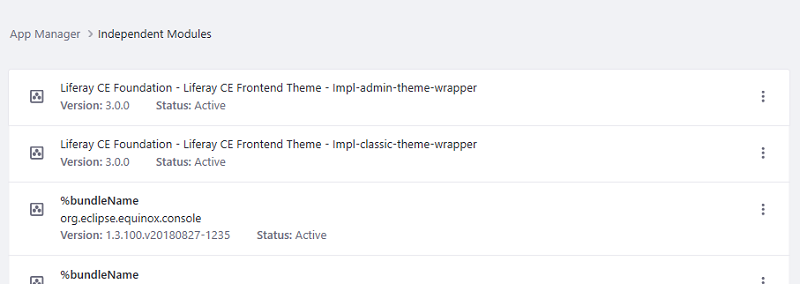 App Manager > Independent Modules
Liferay CE Foundation - Liferay CE Frontend Theme - Impl-admin-theme-wrapper
Version: 3.0.0 Status: Active
Liferay CE Foundation - Liferay CE Frontend Theme - Impl-classic-theme-wrapper
Version: 3.0.0 Status: Active
%bundleName
org.eclipse.equinox.console
Version: 1.3.100.v20180827-1235 Status: Active
%bundleName